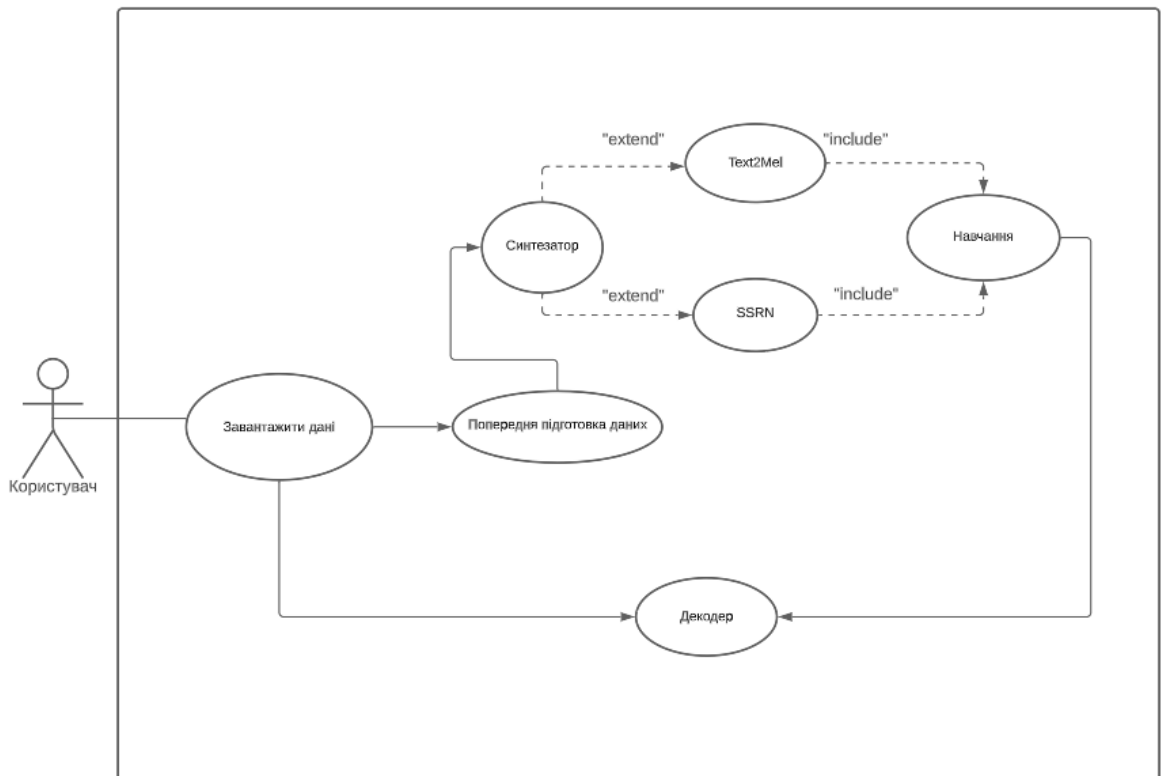 "extend"
Text2Mel
"include"
Синтезатор
Навчання
"extend"
SSRN
"include"
Завантажити дані
Попередня підготовка даних
Користувач
Декодер